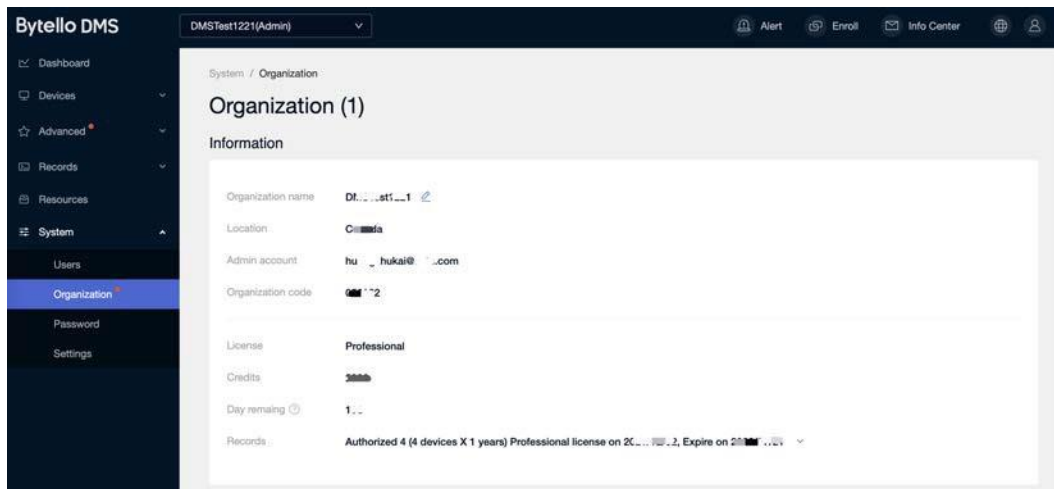 Bytello DMS
DMSTest1221(Admin)
Alert
Enroll
Info Center
Dashboard
Devices
Advanced
Records
Resources
System
Users
Organization
Password
Settings
System / Organization
Organization (1)
Information
Organization name
Location
Admin account
Organization code
License Professional
Credits
Day remaing
Records Authorized 4 (4 devices X 1 years) Professional license on Expire on